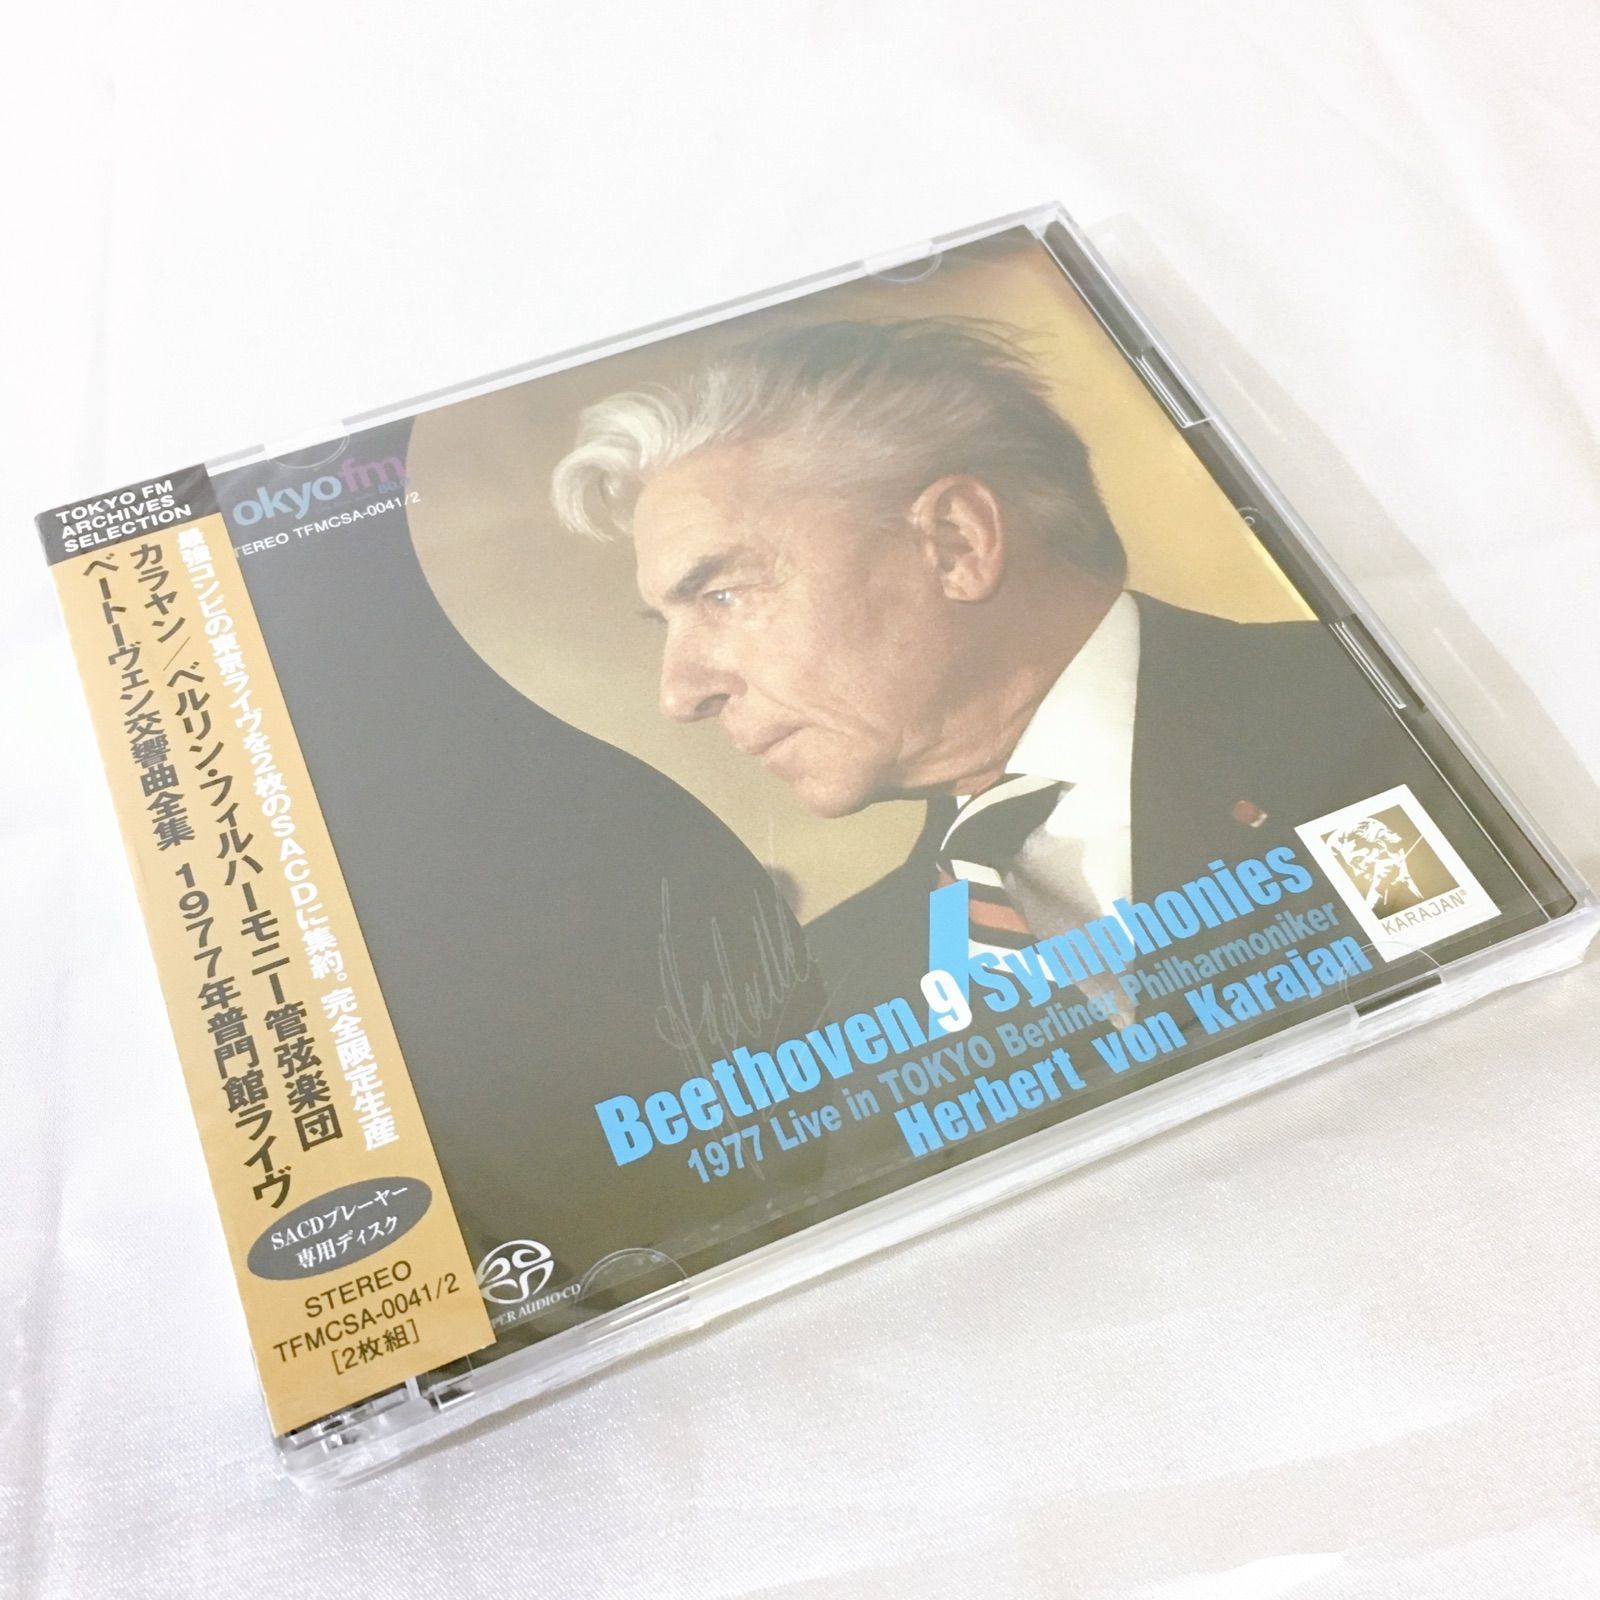 TOKYO FM
ARCHIVES
SELECTION
最強コンビの東京ライヴを2枚のSACDに集約。完全限定生産
カラヤン/ベルリン・フィルハーモニー管弦楽団
ベートーヴェン交響曲全集 1977年普門館ライヴ
SACDプレーヤー
専用ディスク
STEREO
TFMCSA-0041/2
[2枚組]
okyofm
TEREO TFMCSA-0041/2
Beethoven 9 Symphonies
1977 Live in TOKYO Berliner Philharmoniker
Herbert von Karajan
KARAJAN®
PER AUDIO CD